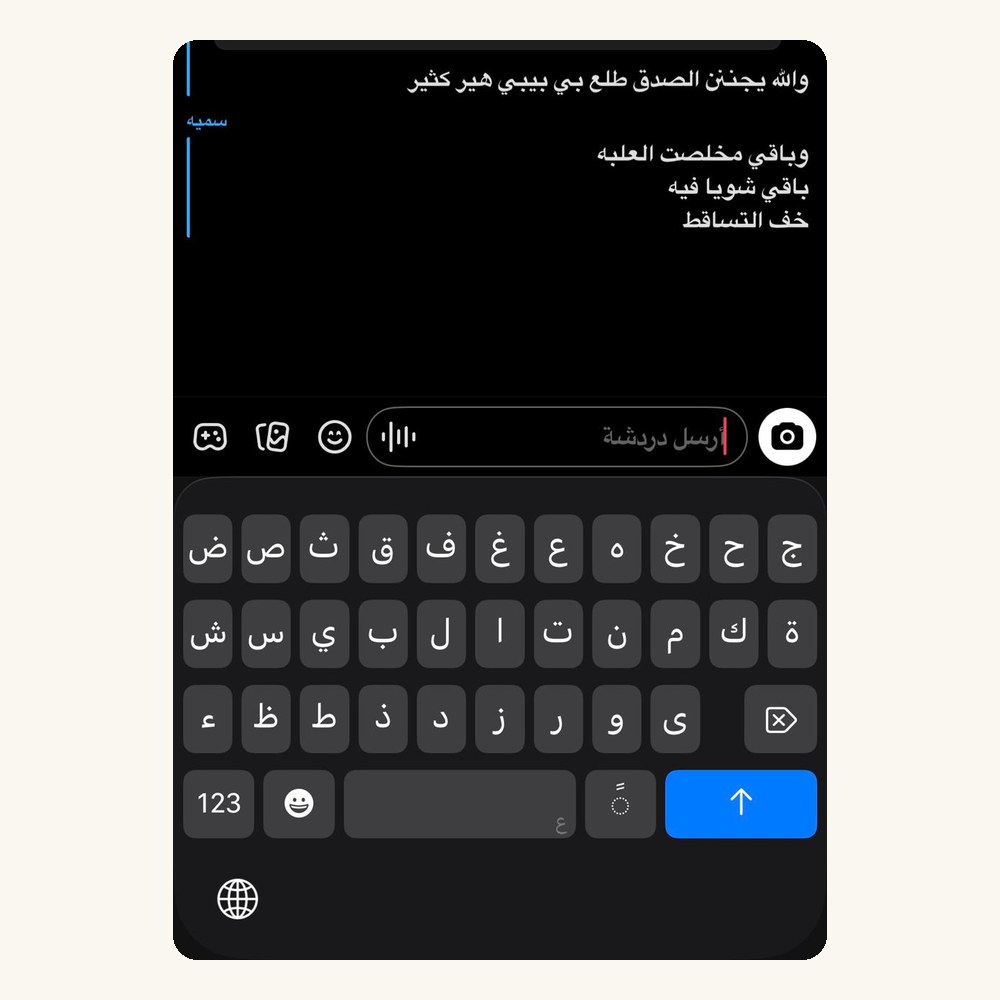 والله يجننن الصدق طلع بي بيبي هير كثير
سميه
وباقي مخلصت العلبه
باقي شويا فيه
خف التساقط
أرسل دردشة
ض ص ث ق ف غ ع ه خ ح ج
ش س ي ب ل ا ت ن م ك ة
ء ظ ط ذ د ز ر و ى
123
ع